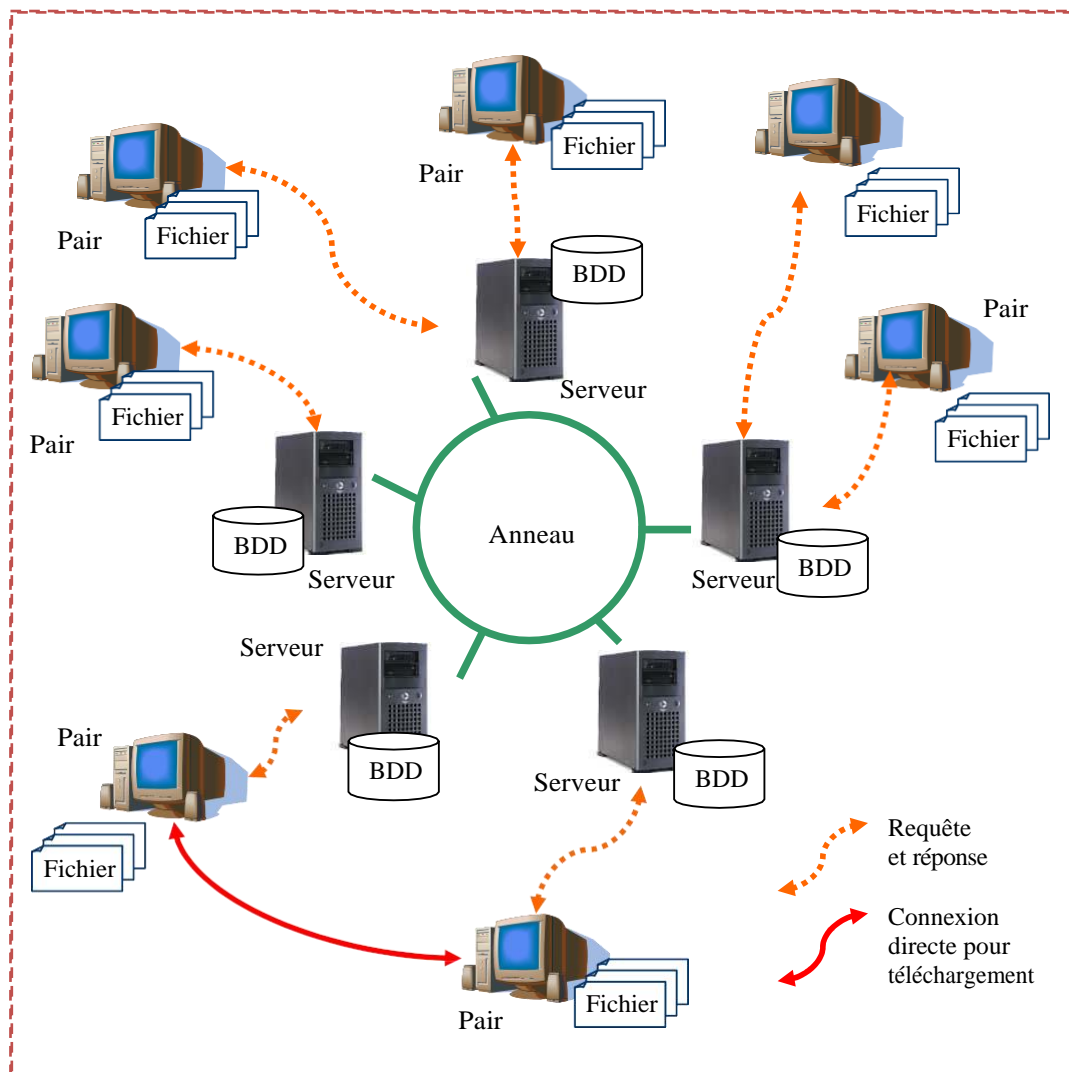 Fichier
Pair
Fichier
Fichier
Pair
BDD
Pair
Fichier
Serveur
Fichier
Pair
Anneau
BDD
Serveur
Serveur
BDD
Serveur
Pair
BDD
Serveur
BDD
Fichier
Requête
et réponse
Connexion
directe pour
téléchargement
Fichier
Pair